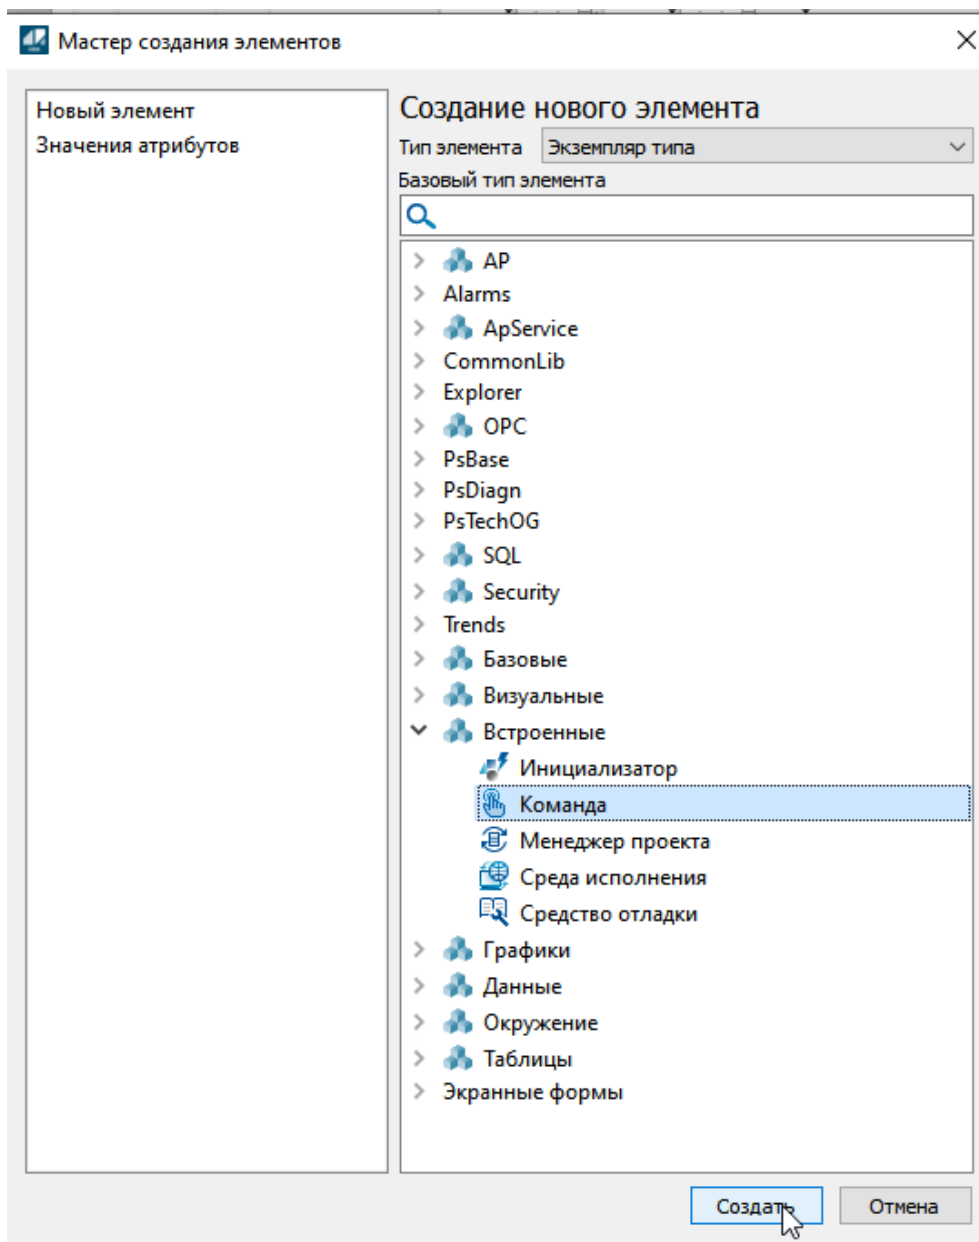 Мастер создания элементов
Новый элемент
Значения атрибутов
Создание нового элемента
Тип элемента Экземпляр типа
Базовый тип элемента
AP
Alarms
ApService
CommonLib
Explorer
OPC
PsBase
PsDiagn
PsTechOG
SQL
Security
Trends
Базовые
Визуальные
Встроенные
Инициализатор
Команда
Менеджер проекта
Среда исполнения
Средство отладки
Графики
Данные
Окружение
Таблицы
Экранные формы
Создать Отмена